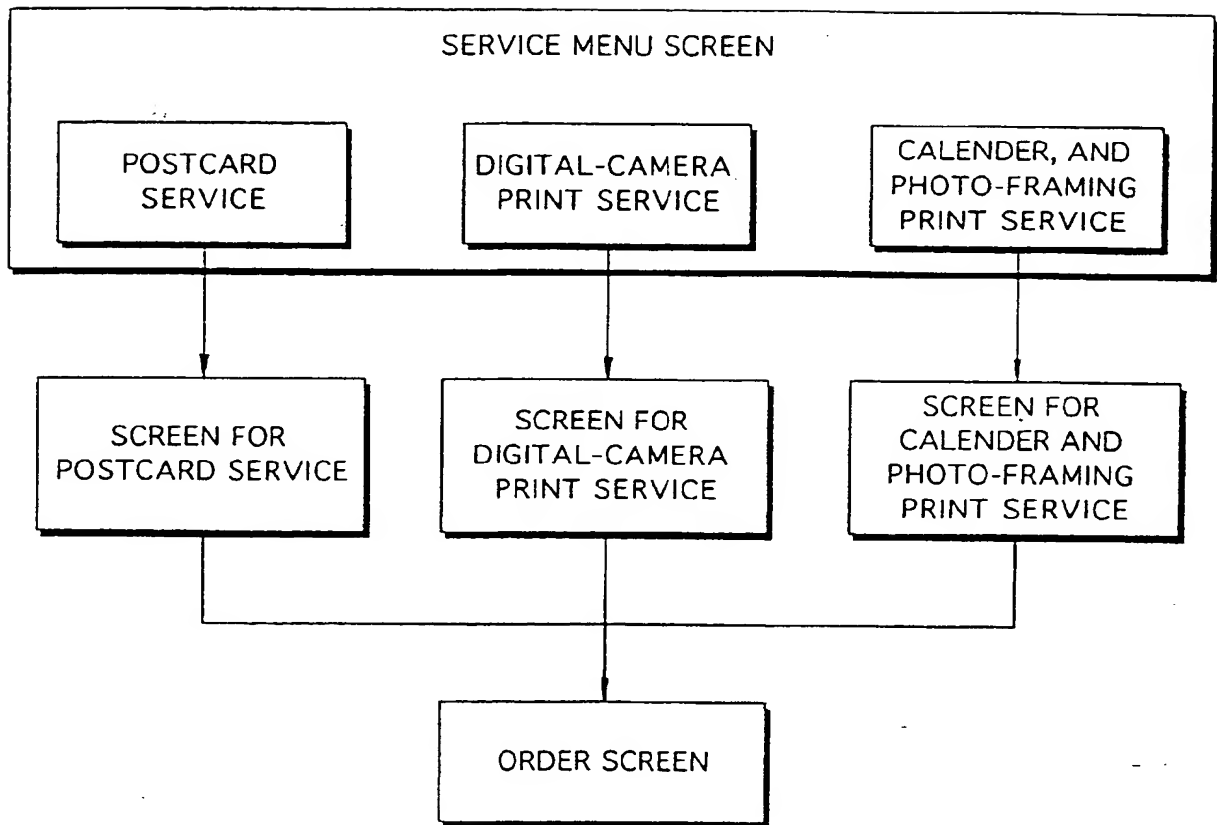 SERVICE MENU SCREEN
POSTCARD
SERVICE
DIGITAL-CAMERA
PRINT SERVICE
CALENDER, AND
PHOTO-FRAMING
PRINT SERVICE
SCREEN FOR
POSTCARD SERVICE
SCREEN FOR
DIGITAL-CAMERA
PRINT SERVICE
SCREEN FOR
CALENDER AND
PHOTO-FRAMING
PRINT SERVICE
ORDER SCREEN